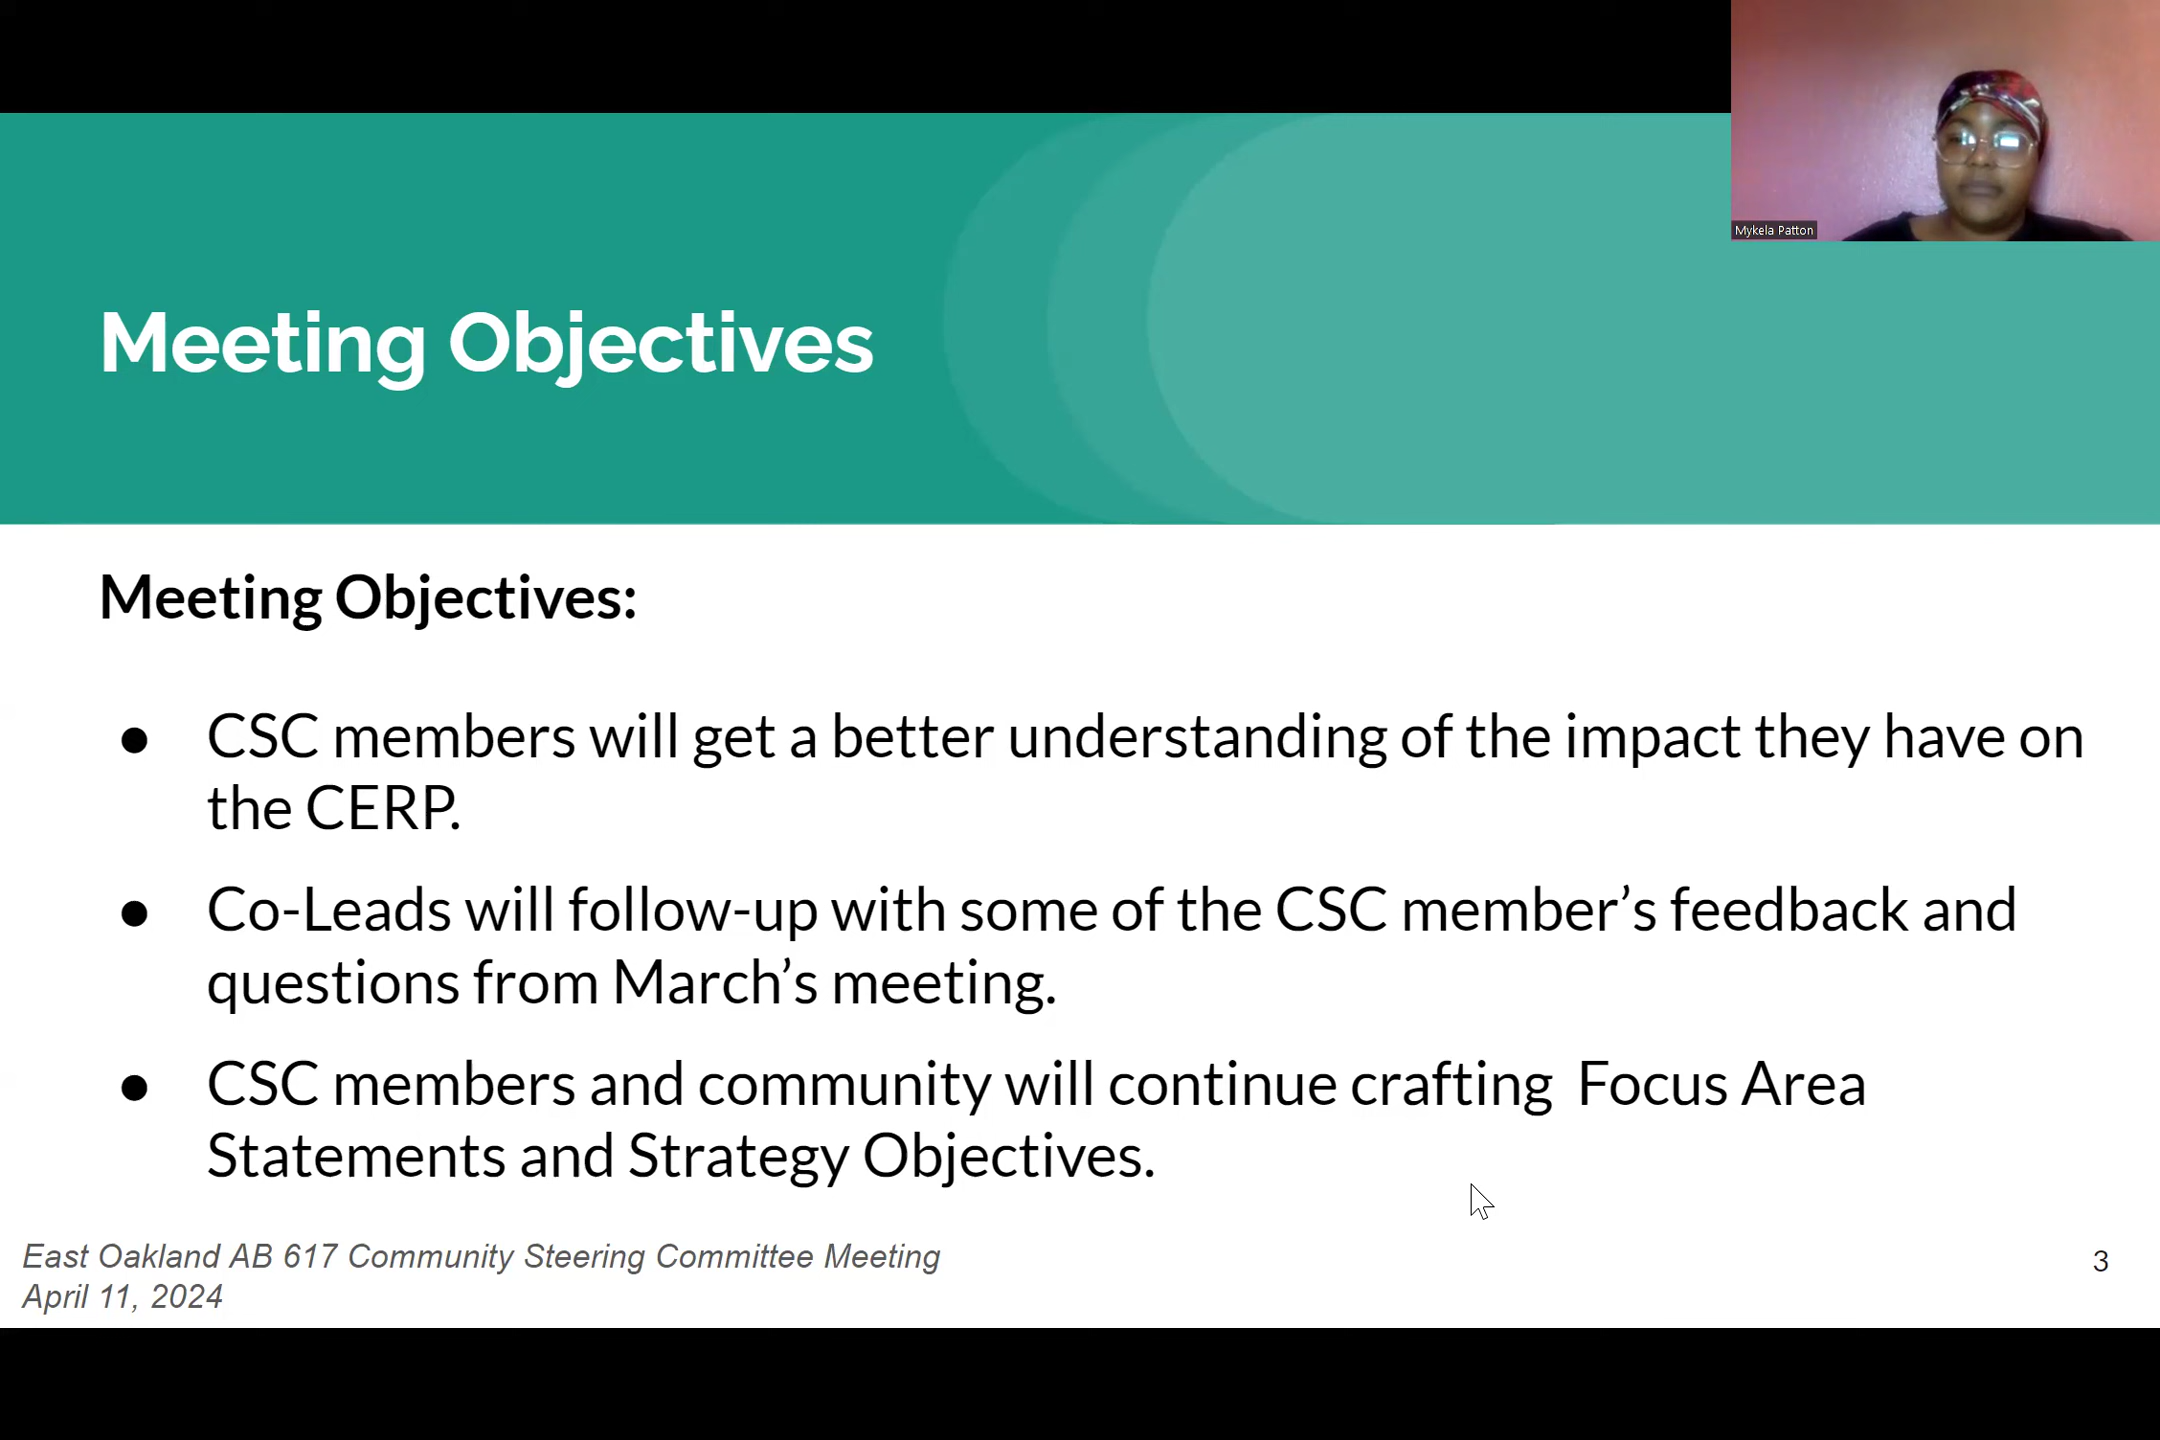 Mykela Patton
Meeting Objectives
Meeting Objectives:
● CSC members will get a better understanding of the impact they have on
the CERP.
● Co-Leads will follow-up with some of the CSC member’s feedback and
questions from March’s meeting.
● CSC members and community will continue crafting  Focus Area
Statements and Strategy Objectives.
East Oakland AB 617 Community Steering Committee Meeting
April 11, 2024
3